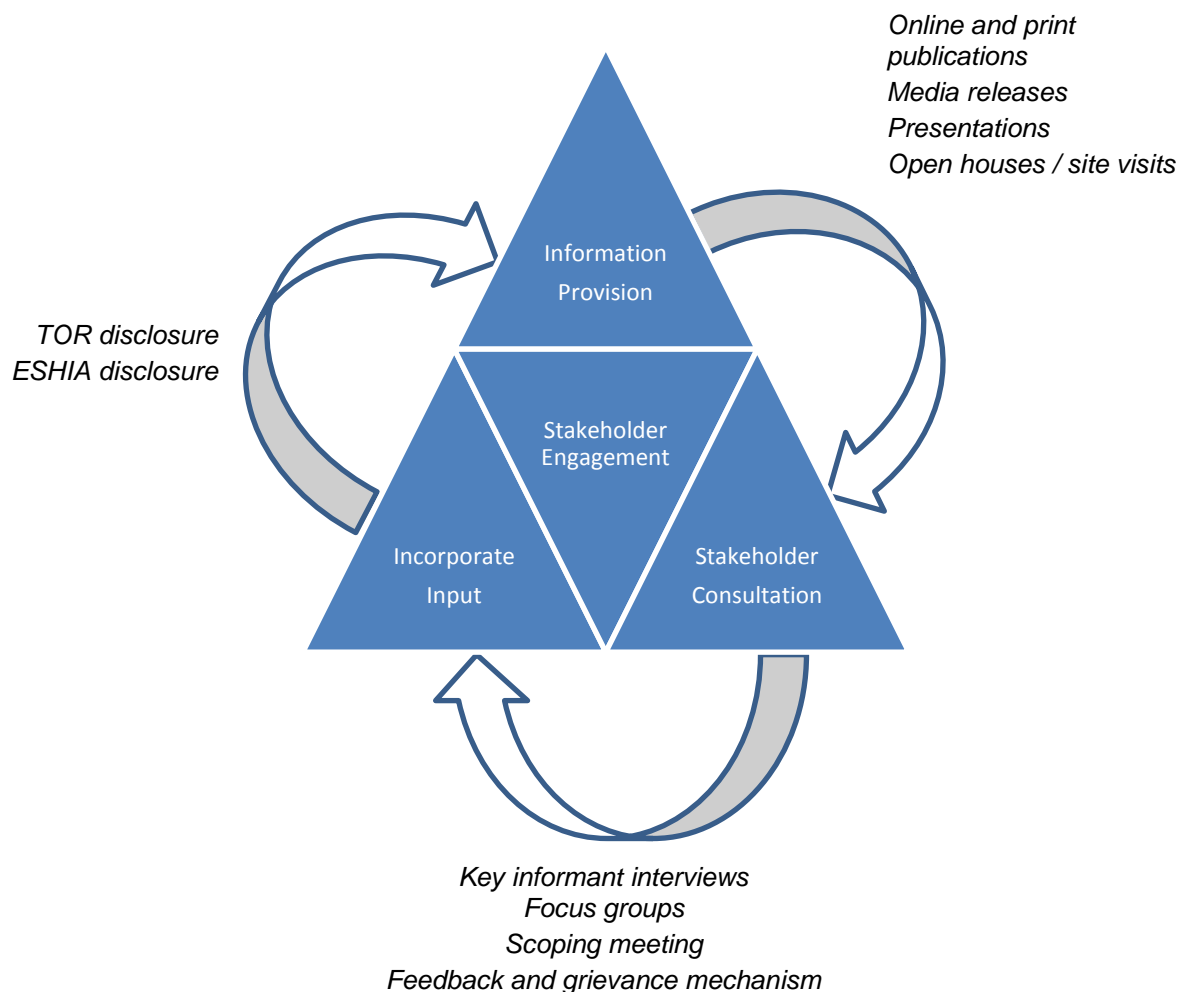 Online and print
publications
Media releases
Presentations
Open houses / site visits
Information
Provision
TOR disclosure
ESHIA disclosure
Stakeholder
Engagement
Incorporate
Input
Stakeholder
Consultation
Key informant interviews
Focus groups
Scoping meeting
Feedback and grievance mechanism